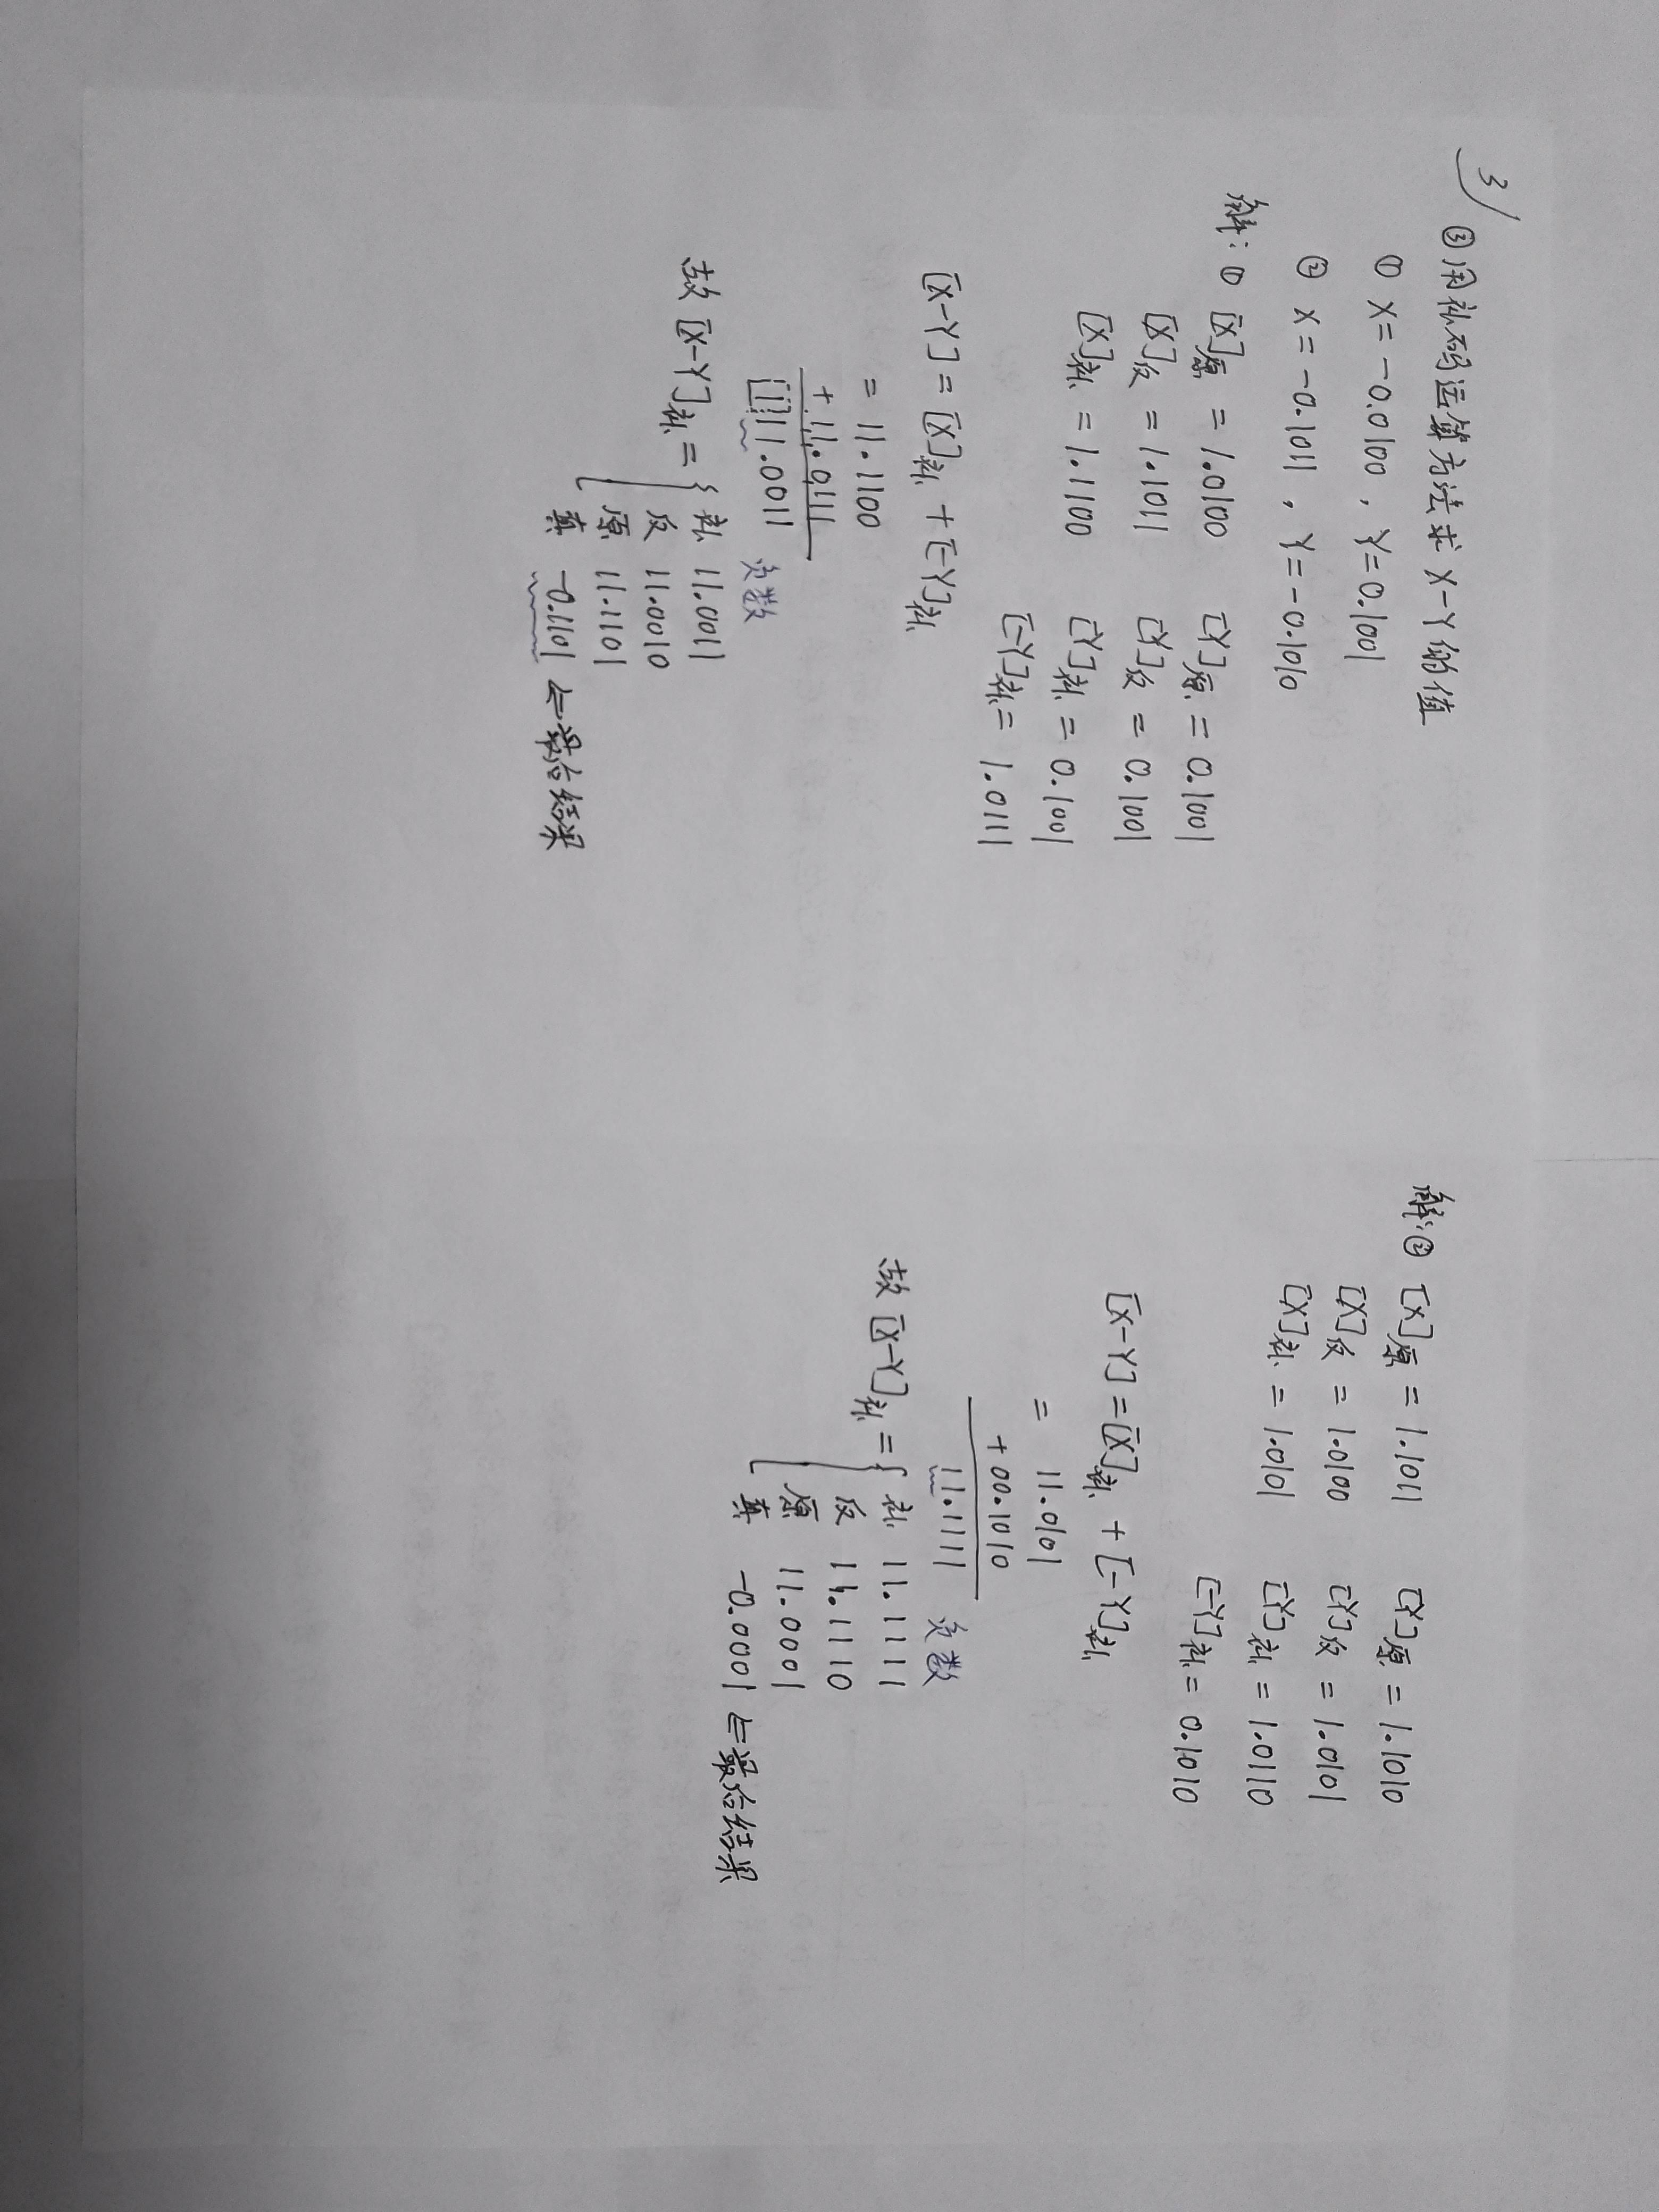 3)
③用补码运算方法求 X-Y的值
① X=-0.0100 , Y=0.1001
② X=-0.1011 , Y=-0.1010
解: ① [X]原 = 1.0100 [Y]原 = 0.1001
[X]反 = 1.1011 [Y]反 = 0.1001
[X]补 = 1.1100 [Y]补 = 0.1001
[-Y]补 = 1.0111
[X-Y] = [X]补 + [-Y]补
= 11.1100
+ 11.0111
[1]11.0011 负数
故 [X-Y]补 = { 补 11.0011
反 11.0010
原 11.1101
真 -0.1101 ⇐最后结果
解:② [X]原 = 1.1011 [Y]原 = 1.1010
[X]反 = 1.0100 [Y]反 = 1.0101
[X]补 = 1.0101 [Y]补 = 1.0110
[-Y]补 = 0.1010
[X-Y] = [X]补 + [-Y]补
= 11.0101
+ 00.1010
11.1111 负数
故 [X-Y]补 = { 补 11.1111
反 11.1110
原 11.0001
真 -0.0001 ⇐最后结果